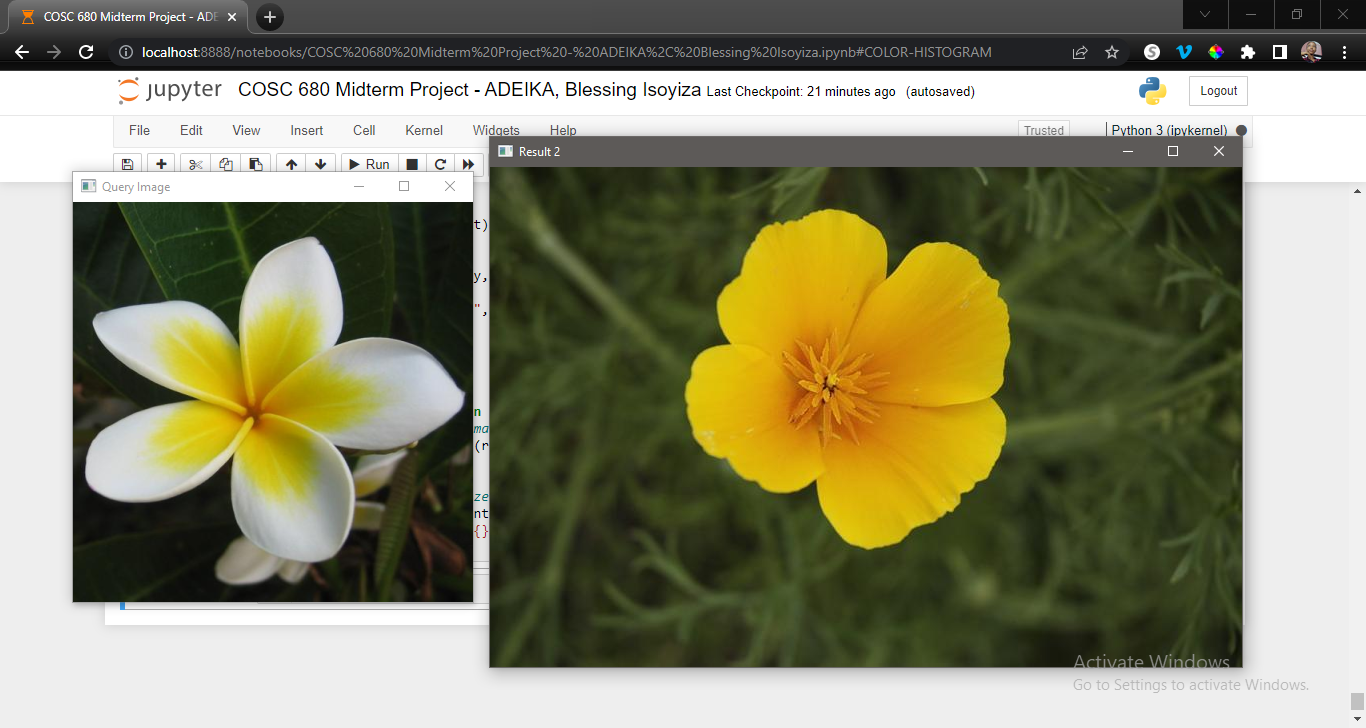 COSC 680 Midterm Project - ADE
localhost:8888/notebooks/COSC%20680%20Midterm%20Project%20-%20ADEIKA%2C%20Blessing%20Isoyiza.ipynb#COLOR-HISTOGRAM
jupyter COSC 680 Midterm Project - ADEIKA, Blessing Isoyiza Last Checkpoint: 21 minutes ago (autosaved)
Logout
File Edit View Insert Cell Kernel Widgets Help
Trusted
Python 3 (ipykernel)
Run
Result 2
Query Image
t)
y,
",
n
ma
(r
ze
nt
{}
Activate Windows
Go to Settings to activate Windows.